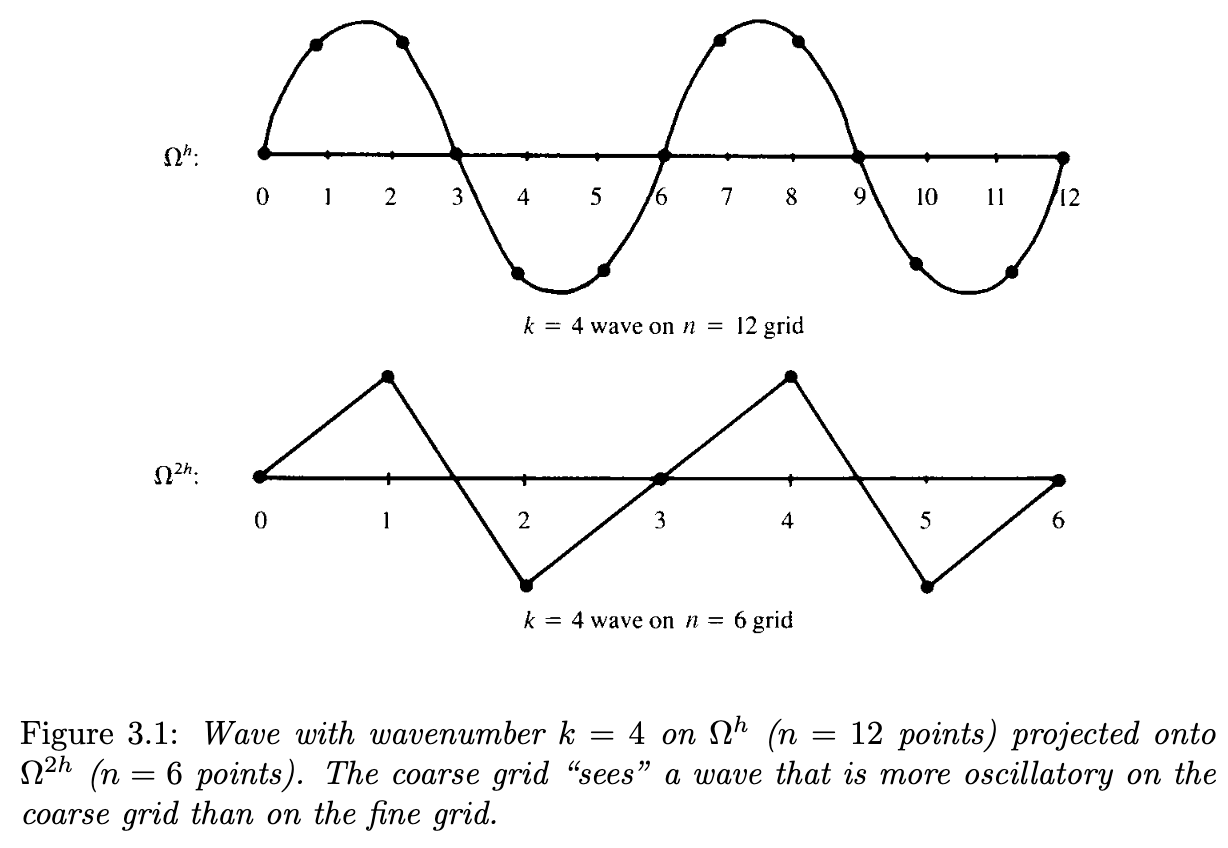 Ωʰ:
0 1 2 3 4 5 6 7 8 9 10 11 12
k = 4 wave on n = 12 grid
Ω²ʰ:
0 1 2 3 4 5 6
k = 4 wave on n = 6 grid
Figure 3.1: Wave with wavenumber k = 4 on Ωʰ (n = 12 points) projected onto
Ω²ʰ (n = 6 points). The coarse grid “sees” a wave that is more oscillatory on the
coarse grid than on the fine grid.